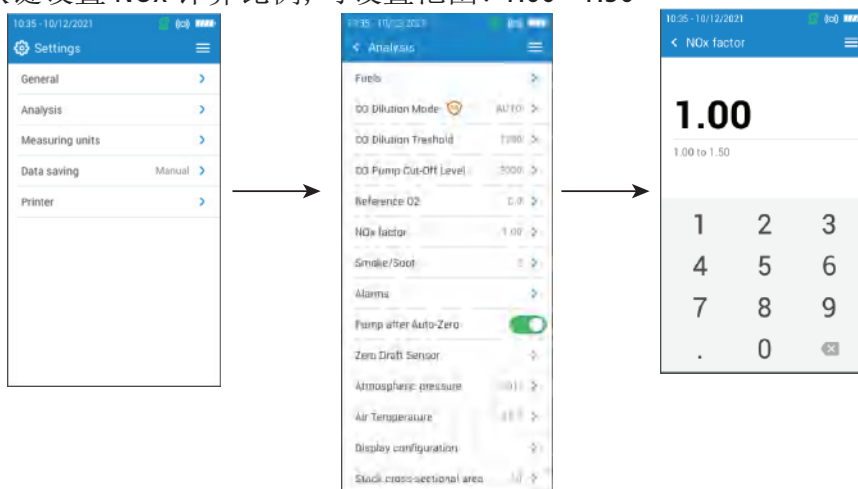 键设置 NOx 计算比例, 可设置范围: 1.00 - 1.50
10:35 - 10/12/2021
Settings
General
Analysis
Measuring units
Data saving Manual
Printer
Analysis
Fuels
CO Dilution Mode AUTO
CO Dilution Treshold
CO Pump Cut-Off Level
Reference O2 0.0
NOx factor 1.00
Smoke/Soot
Alarms
Pump after Auto-Zero
Zero Draft Sensor
Atmospheric pressure
Air Temperature
Display configuration
Stack cross-sectional area
10:35 - 10/12/2021
NOx factor
1.00
1.00 to 1.50
1 2 3
4 5 6
7 8 9
. 0